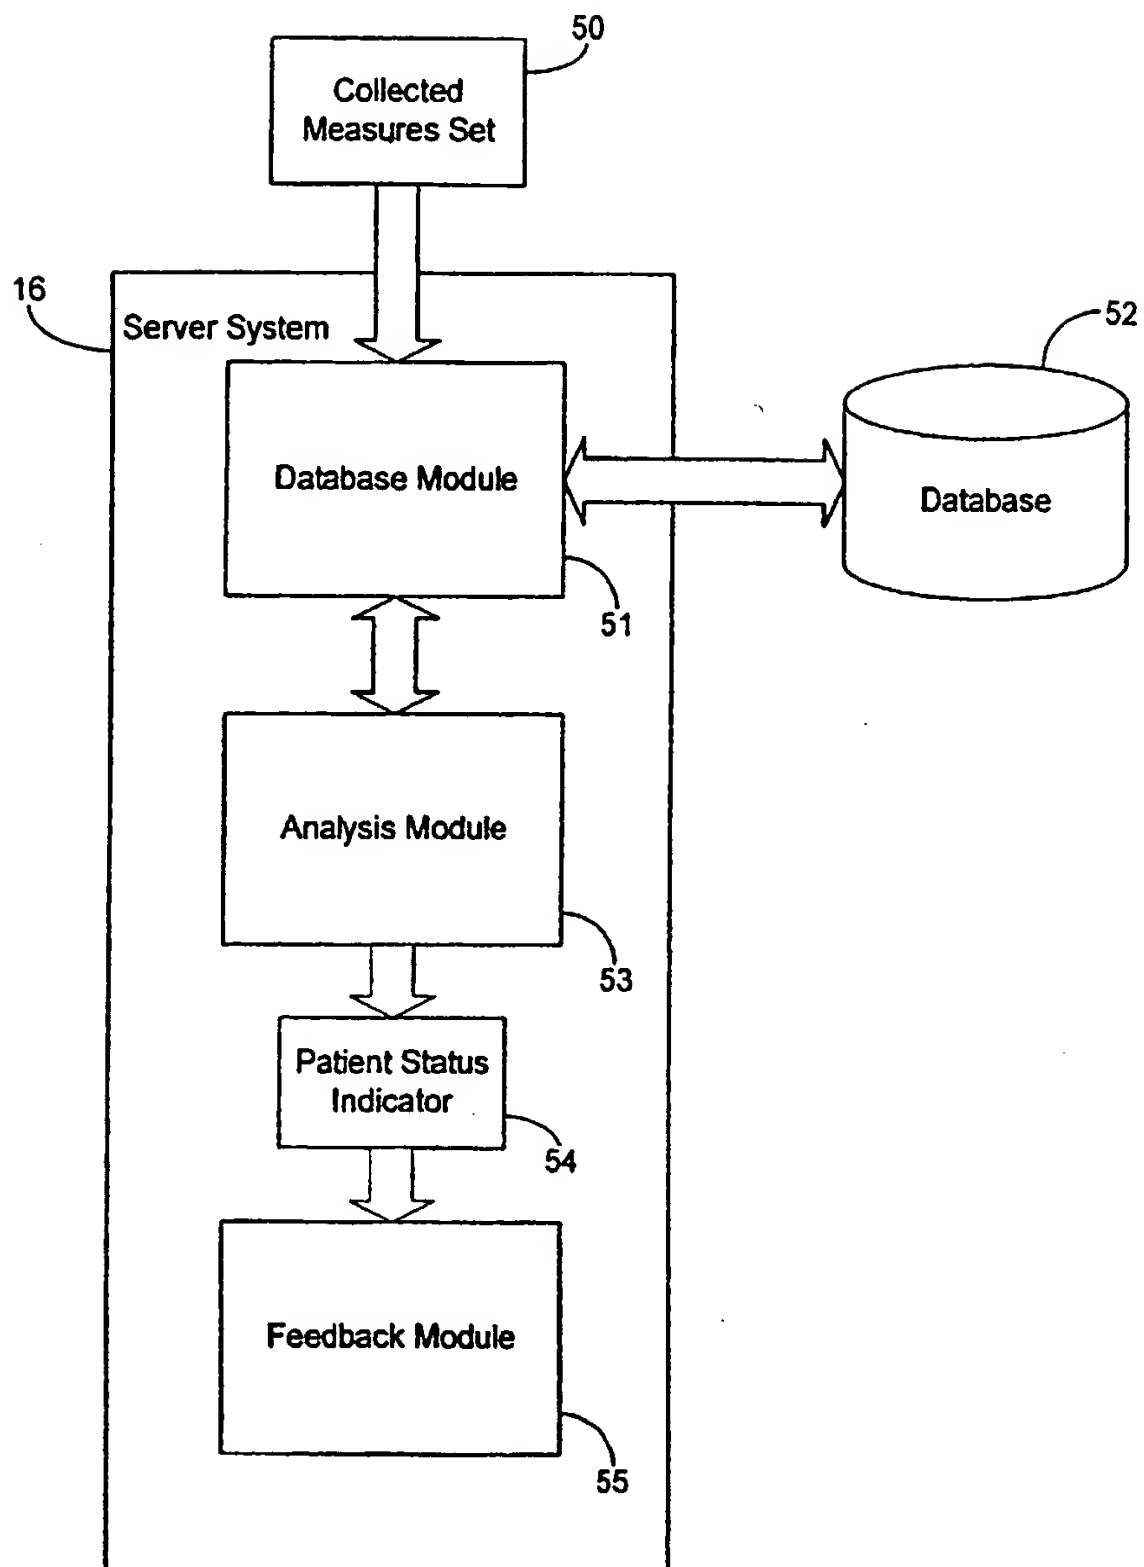 50
Collected
Measures Set
16
Server System
52
Database Module
Database
51
Analysis Module
53
Patient Status
Indicator
54
Feedback Module
55